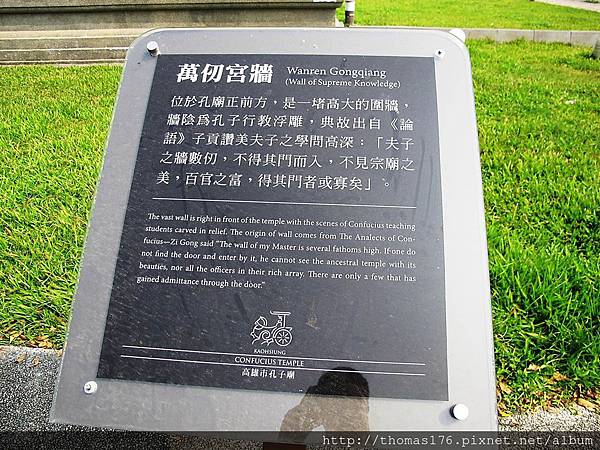 萬仞宮牆 Wanren Gongqiang
(Wall of Supreme Knowledge)
位於孔廟正前方，是一堵高大的圍牆，
牆陰為孔子行教浮雕，典故出自《論
語》子貢讚美夫子之學問高深：「夫子
之牆數仞，不得其門而入，不見宗廟之
美，百官之富，得其門者或寡矣」。
The vast wall is right in front of the temple with the scenes of Confucius teaching
students carved in relief. The origin of wall comes from The Analects of Con-
fucius—Zi Gong said "The wall of my Master is several fathoms high. If one do
not find the door and enter by it, he cannot see the ancestral temple with its
beauties, nor all the officers in their rich array. There are only a few that has
gained admittance through the door."
KAOHSIUNG
CONFUCIUS TEMPLE
高雄市孔子廟
http://thomas176.pixnet.net/album